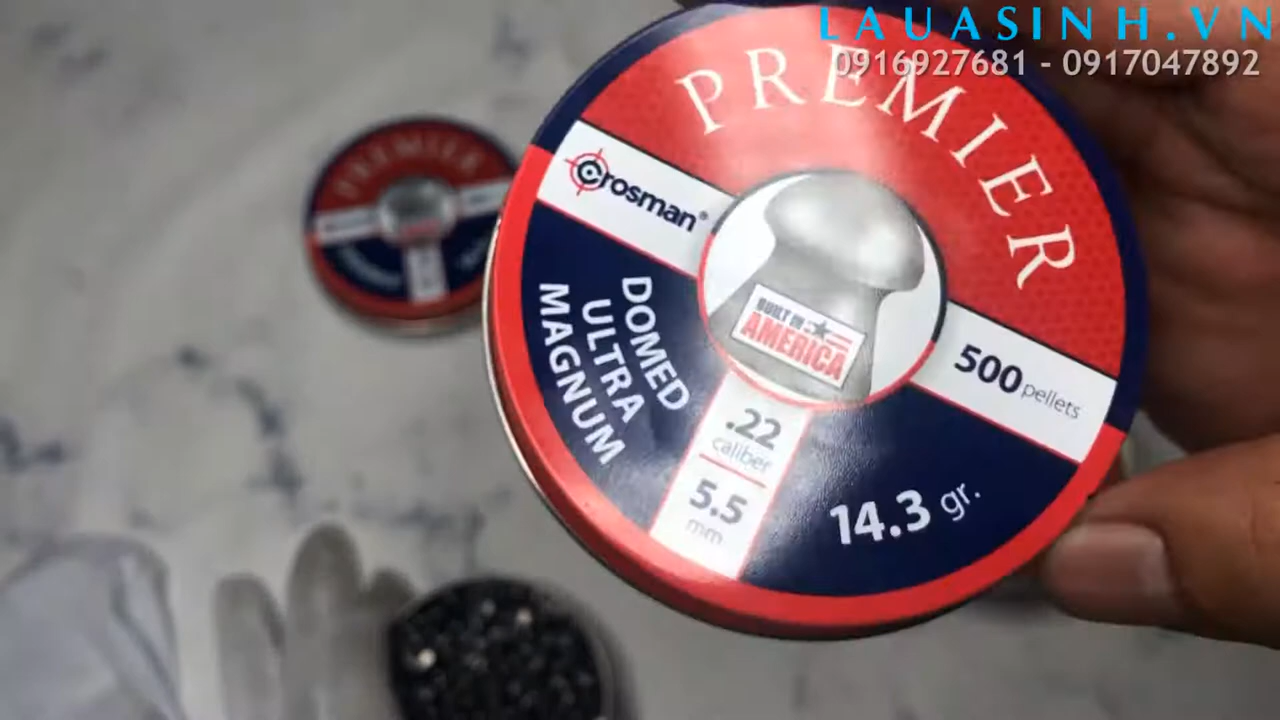 LAUASINH.VN
0916927681 - 0917047892
PREMIER
Crosman®
BUILT IN
AMERICA
500 pellets
DOMED
ULTRA
MAGNUM
.22
caliber
5.5
mm
14.3 gr.
PREMIER